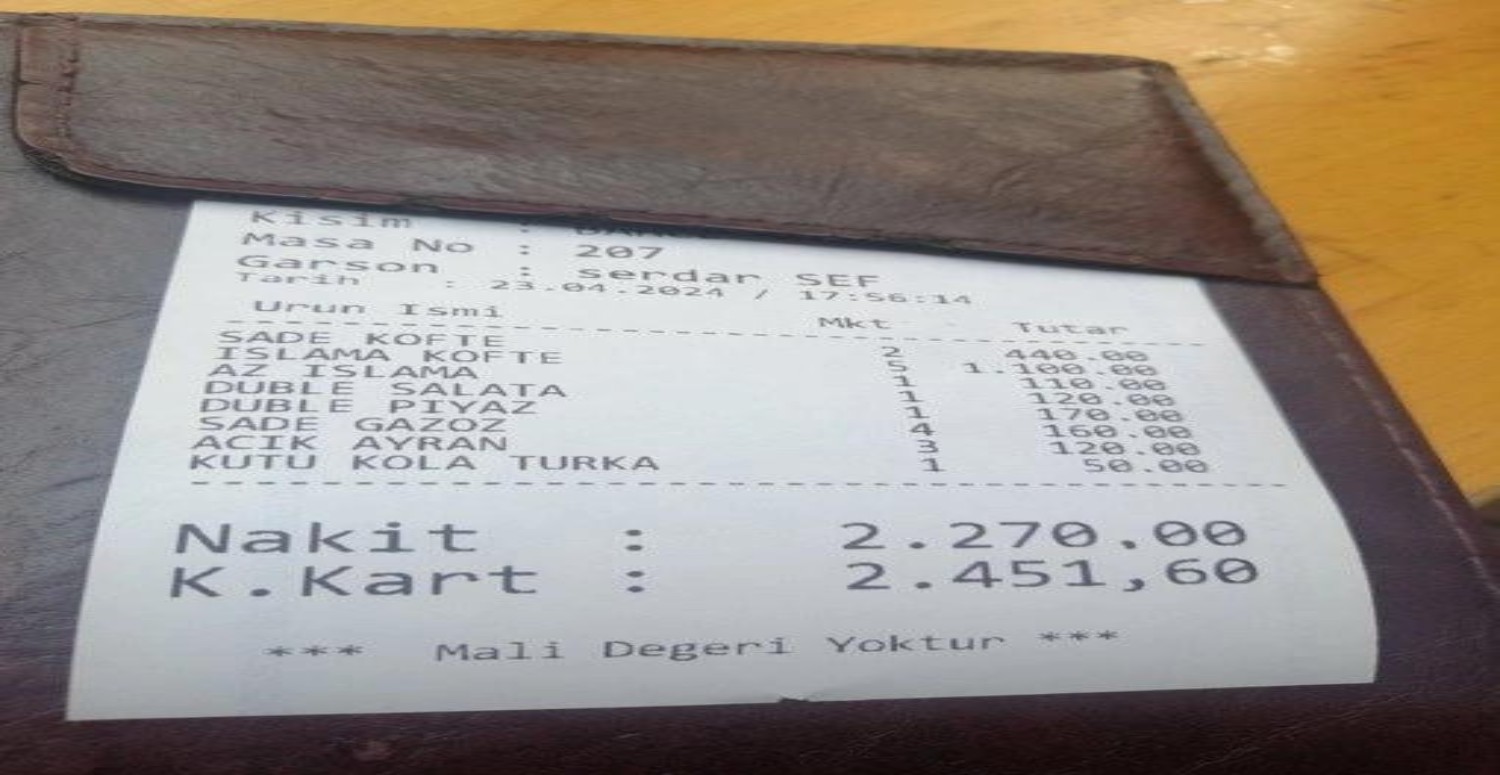 Kisim :
Masa No : 207
Garson : serdar SEF
Tarih : 23.04.2024 / 17:56:14
Urun Ismi Mkt Tutar
SADE KOFTE 2 440.00
ISLAMA KOFTE 5 1.100.00
AZ ISLAMA 1 110.00
DUBLE SALATA 1 120.00
DUBLE PIYAZ 1 170.00
SADE GAZOZ 4 160.00
ACIK AYRAN 3 120.00
KUTU KOLA TURKA 1 50.00
Nakit : 2.270.00
K.Kart : 2.451,60
*** Mali Degeri Yoktur ***